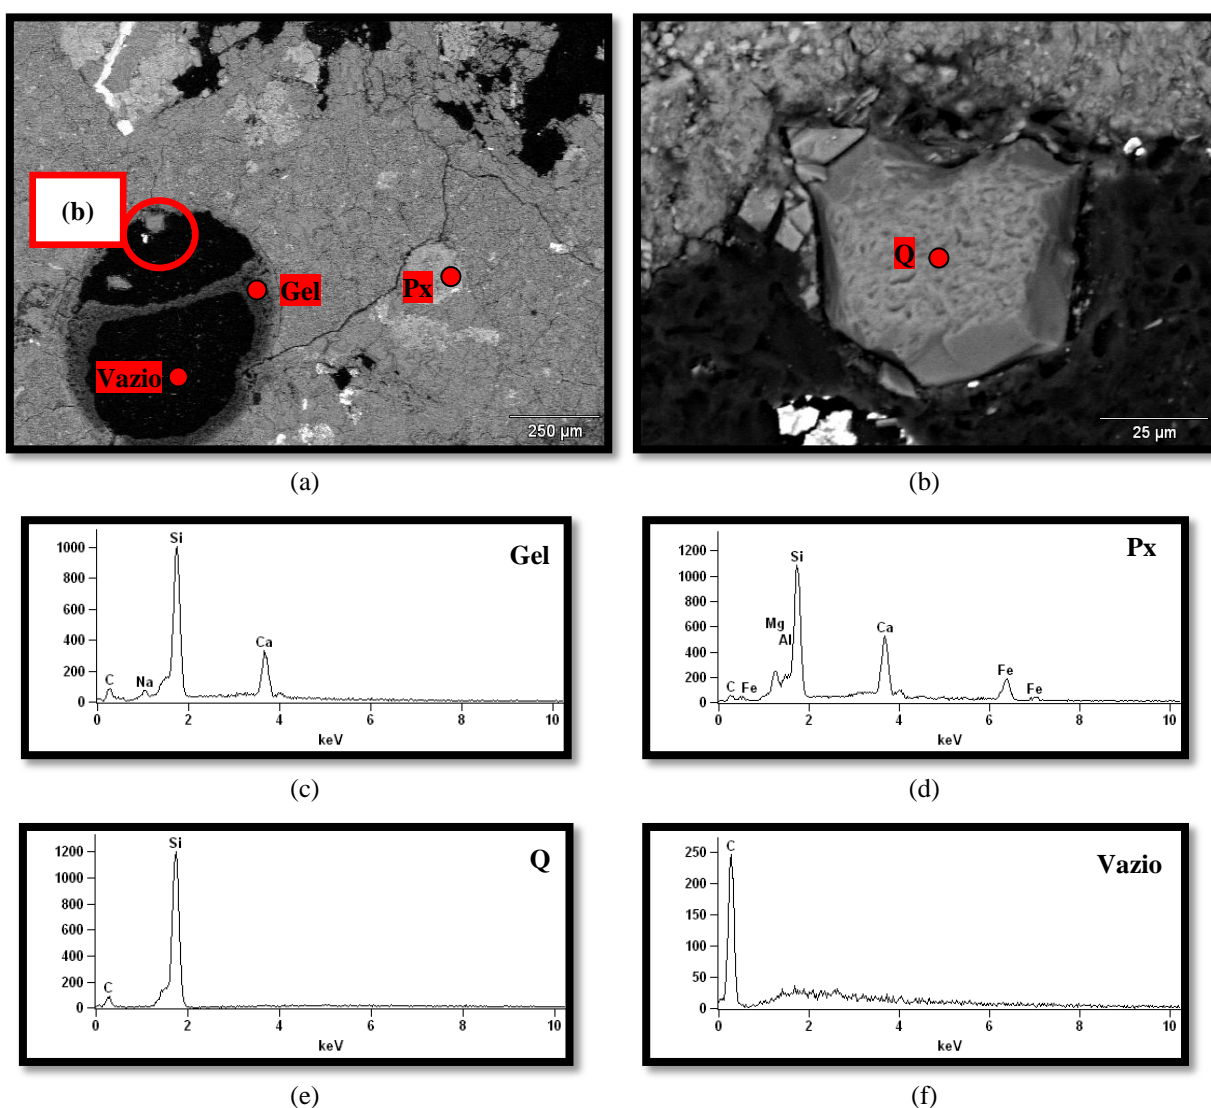 (b)
Gel
Px
Vazio
250 µm
Q
25 µm
(a)
(b)
Gel
1000
800
600
400
200
0
Si
Ca
C
Na
0 2 4 6 8 10
keV
Px
1200
1000
800
600
400
200
0
Si
Mg
Al
Ca
Fe
C Fe
Fe
0 2 4 6 8 10
keV
(c)
(d)
Q
1200
1000
800
600
400
200
0
Si
C
0 2 4 6 8 10
keV
Vazio
250
200
150
100
50
0
C
0 2 4 6 8 10
keV
(e)
(f)